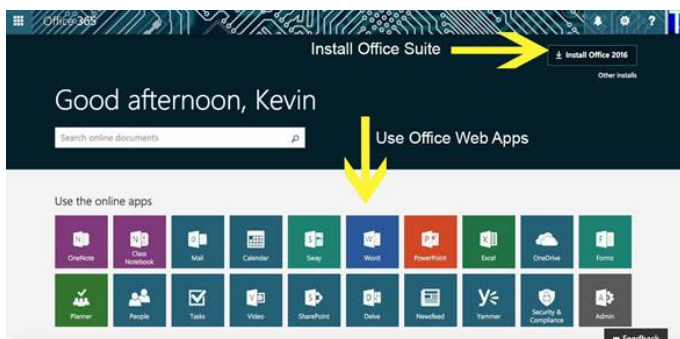 Office 365
?
Install Office Suite
Install Office 2016
Other installs
Good afternoon, Kevin
Search online documents
Use Office Web Apps
Use the online apps
OneNote
Class Notebook
Mail
Calendar
Sway
Word
PowerPoint
Excel
OneDrive
Forms
Planner
People
Tasks
Video
SharePoint
Delve
Newsfeed
Yammer
Security & Compliance
Admin
Feedback